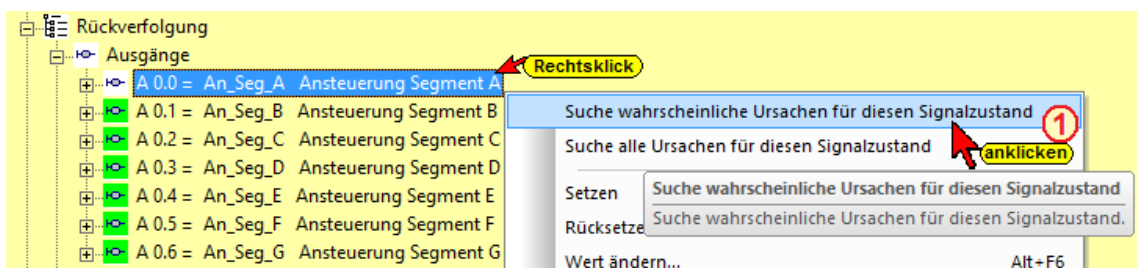 Rückverfolgung
Ausgänge
A 0.0 = An_Seg_A Ansteuerung Segment A
Rechtsklick
A 0.1 = An_Seg_B Ansteuerung Segment B
A 0.2 = An_Seg_C Ansteuerung Segment C
A 0.3 = An_Seg_D Ansteuerung Segment D
A 0.4 = An_Seg_E Ansteuerung Segment E
A 0.5 = An_Seg_F Ansteuerung Segment F
A 0.6 = An_Seg_G Ansteuerung Segment G
Suche wahrscheinliche Ursachen für diesen Signalzustand
1
Suche alle Ursachen für diesen Signalzustand
anklicken
Setzen
Suche wahrscheinliche Ursachen für diesen Signalzustand
Rücksetze
Suche wahrscheinliche Ursachen für diesen Signalzustand.
Wert ändern... Alt+F6